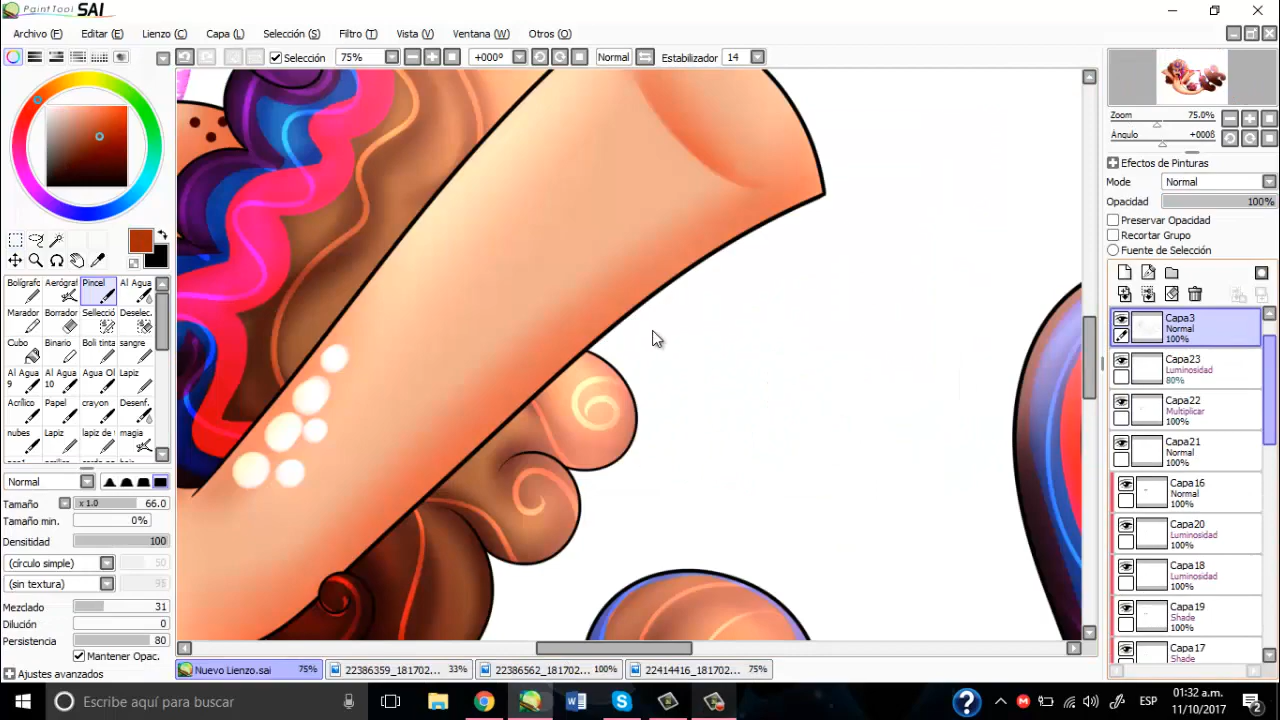 PaintTool SAI
Archivo (F) Editar (E) Lienzo (C) Capa (L) Selección (S) Filtro (T) Vista (V) Ventana (W) Otros (O)
Selección 75% +000º Normal Estabilizador 14
Zoom 75.0%
Ángulo +0008
Efectos de Pinturas
Mode Normal
Opacidad 100%
Preservar Opacidad
Recortar Grupo
Fuente de Selección
Bolígrafo Aerógraf Pincel Al Agua
Marador Borrador Selecció Deselec.
Cubo Binario Boli tinta sangre
Al Agua 9 Al Agua 10 Agua Ol Lapiz
Acrílico Papel crayon Desenf.
nubes Lapiz lapiz de magia
Normal
Tamaño x 1.0 66.0
Tamaño min. 0%
Densitidad 100
(círculo simple) 50
(sin textura) 95
Mezclado 31
Dilución 0
Persistencia 80
Mantener Opac.
Ajustes avanzados
Capa3
Normal
100%
Capa23
Luminosidad
80%
Capa22
Multiplicar
100%
Capa21
Normal
100%
Capa16
Normal
100%
Capa20
Luminosidad
100%
Capa18
Luminosidad
100%
Capa19
Shade
100%
Capa17
Shade
Nuevo Lienzo.sai 75% 22386359_181702... 33% 22386562_181702... 100% 22414416_181702... 75%
Escribe aquí para buscar
ESP
01:32 a.m.
11/10/2017
2